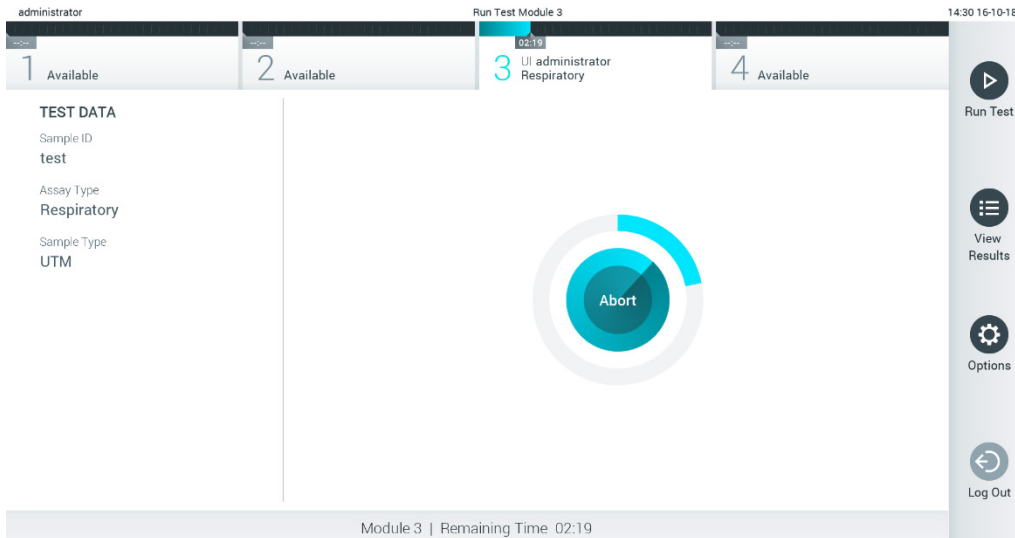 administrator
Run Test Module 3
14:30 16-10-18
--:--
1 Available
--:--
2 Available
02:19
3 UI administrator
Respiratory
--:--
4 Available
TEST DATA
Sample ID
test
Assay Type
Respiratory
Sample Type
UTM
Abort
Run Test
View
Results
Options
Log Out
Module 3 | Remaining Time 02:19